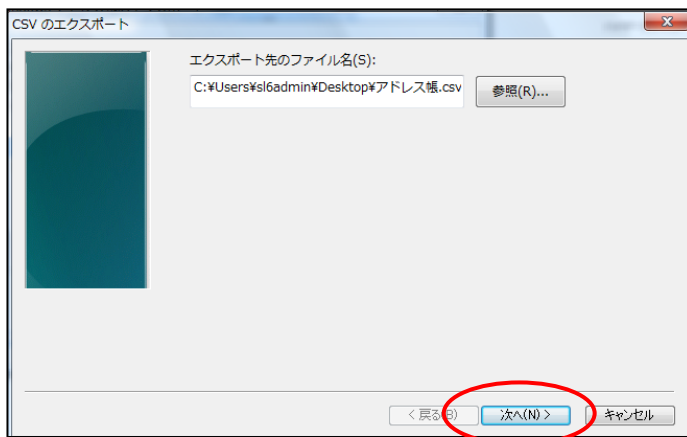 CSV のエクスポート
エクスポート先のファイル名(S):
C:¥Users¥sl6admin¥Desktop¥アドレス帳.csv
参照(R)...
< 戻る(B)
次へ(N) >
キャンセル